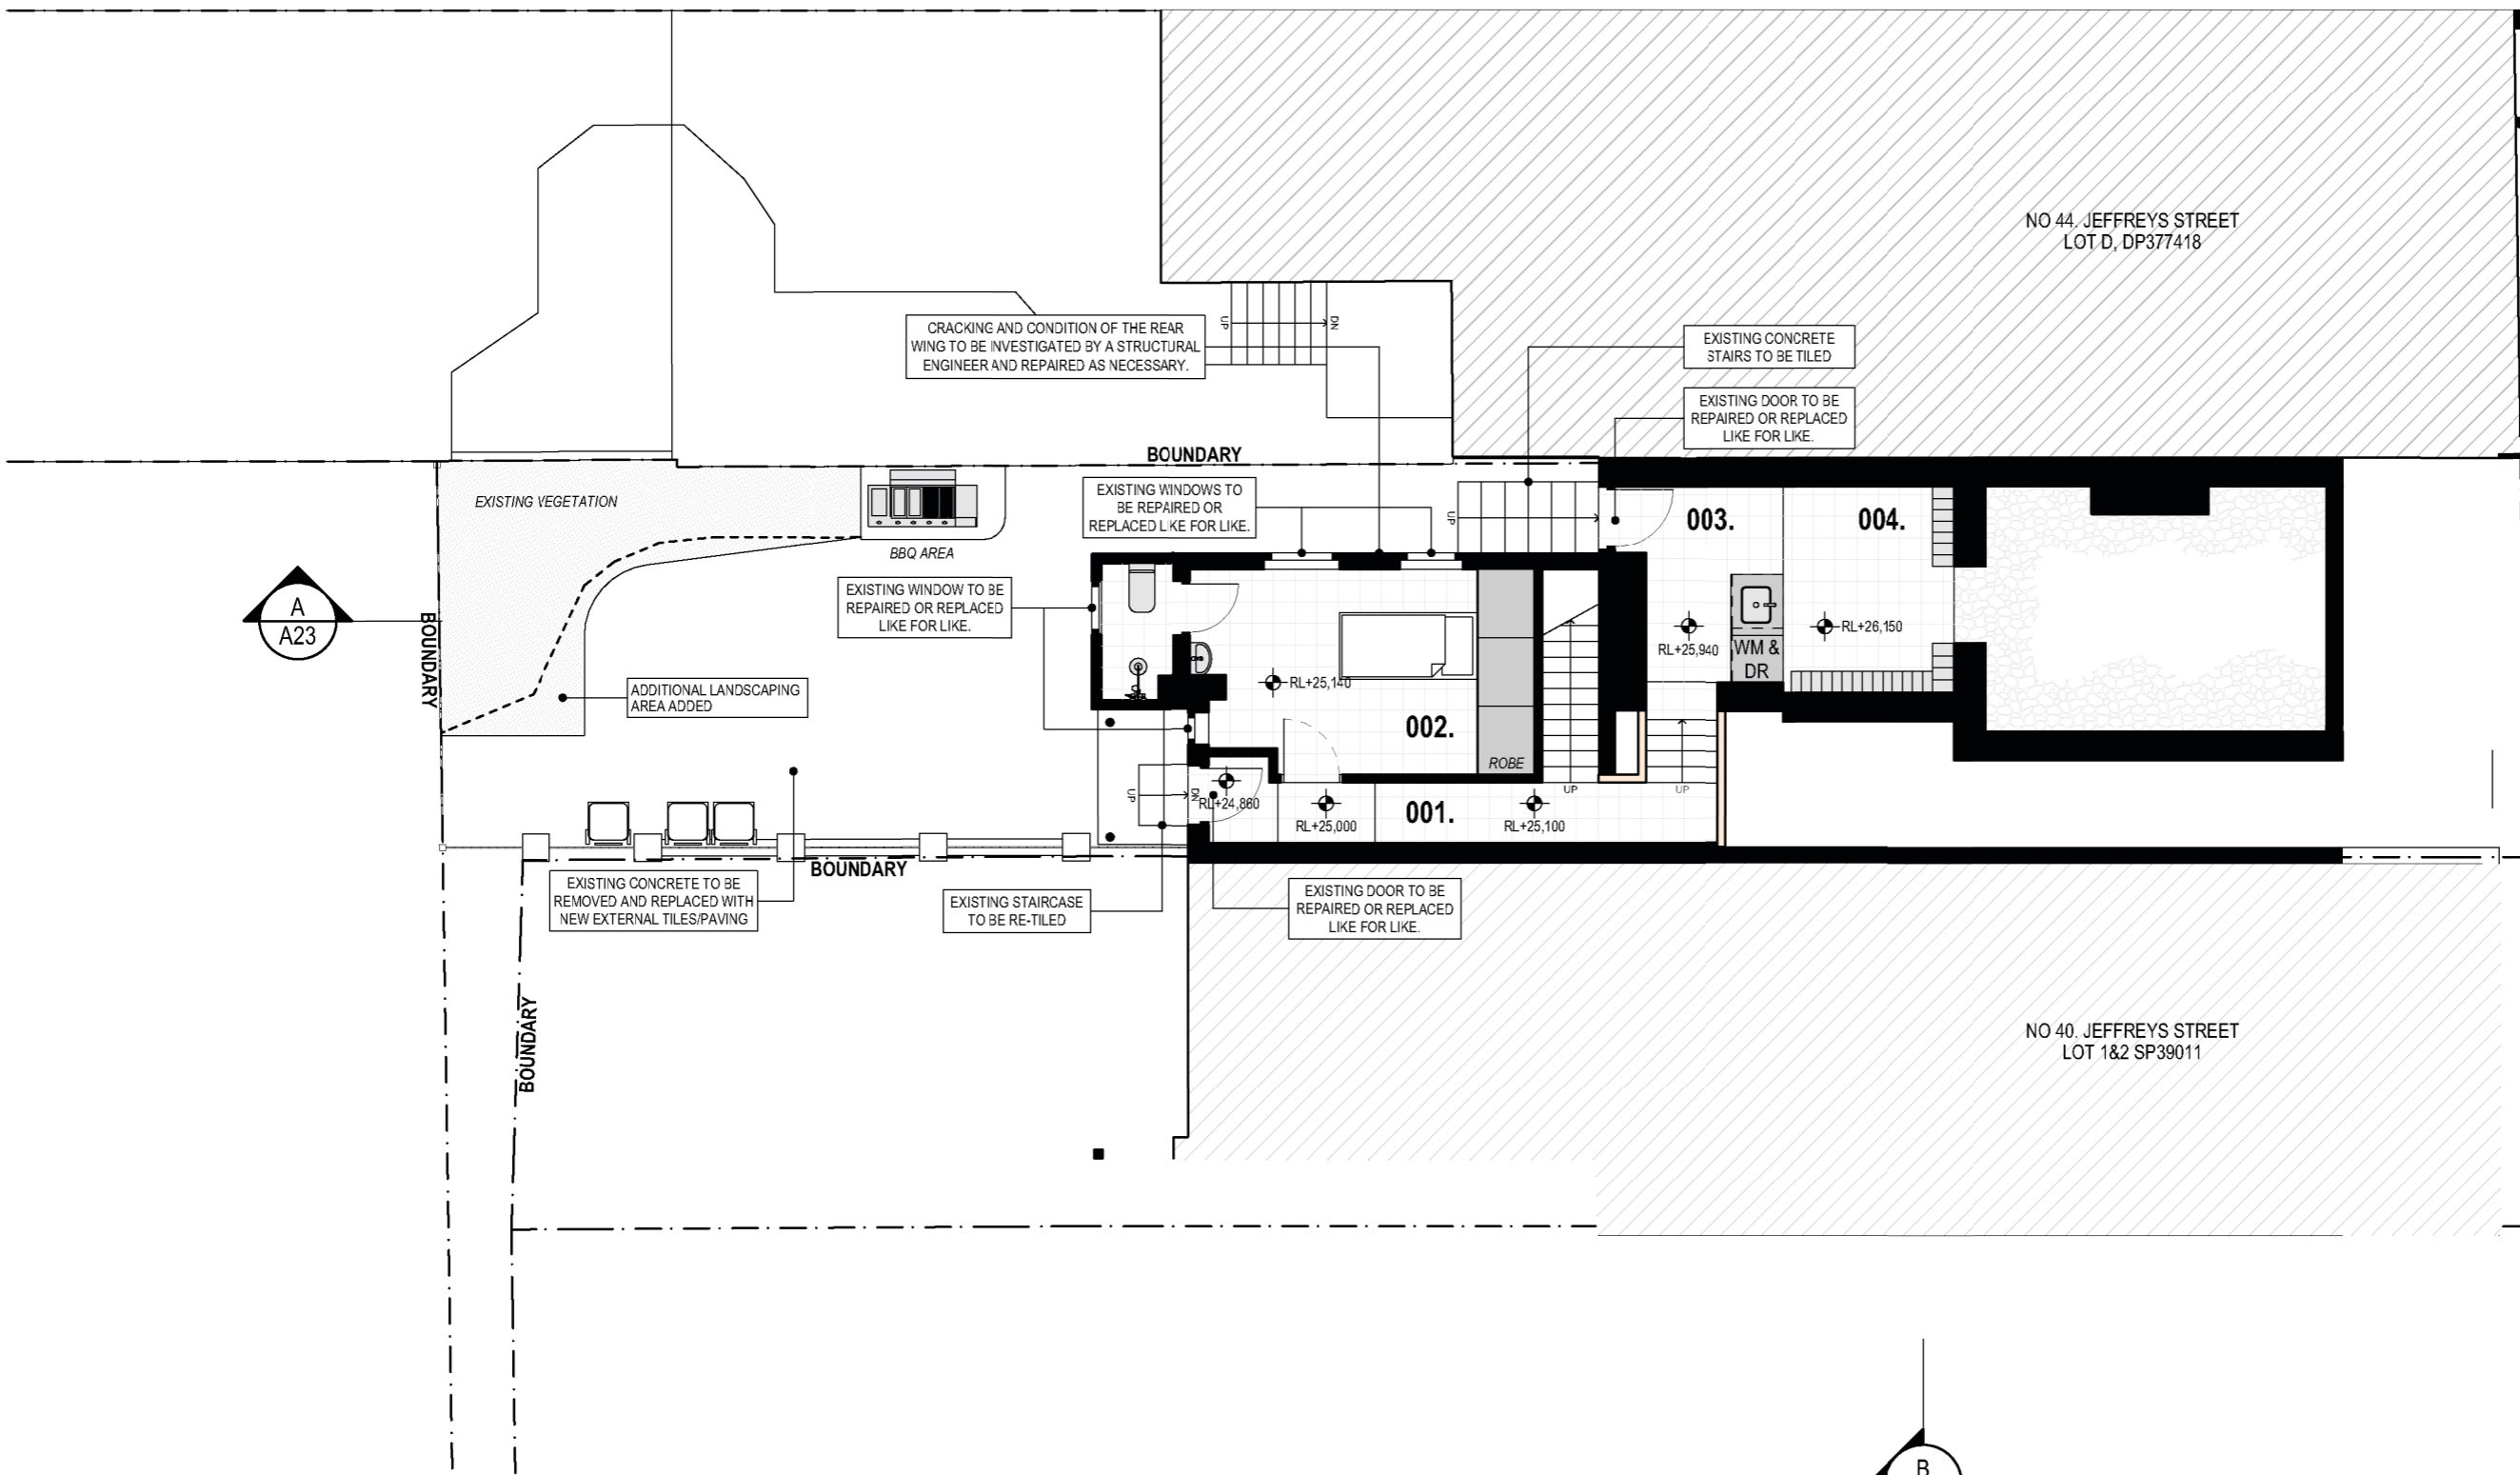 NO 44. JEFFREYS STREET
LOT D, DP377418
UP
DN
CRACKING AND CONDITION OF THE REAR
WING TO BE INVESTIGATED BY A STRUCTURAL
ENGINEER AND REPAIRED AS NECESSARY.
EXISTING CONCRETE
STAIRS TO BE TILED
EXISTING DOOR TO BE
REPAIRED OR REPLACED
LIKE FOR LIKE.
BOUNDARY
EXISTING VEGETATION
EXISTING WINDOWS TO
BE REPAIRED OR
REPLACED LIKE FOR LIKE.
UP
003.
004.
BBQ AREA
EXISTING WINDOW TO BE
REPAIRED OR REPLACED
LIKE FOR LIKE.
A
A23
BOUNDARY
RL+25,940
WM &
DR
RL+26,150
RL+25,140
ADDITIONAL LANDSCAPING
AREA ADDED
002.
ROBE
UP
DN
RL+24,860
RL+25,000
001.
RL+25,100
UP
UP
BOUNDARY
EXISTING CONCRETE TO BE
REMOVED AND REPLACED WITH
NEW EXTERNAL TILES/PAVING
EXISTING STAIRCASE
TO BE RE-TILED
EXISTING DOOR TO BE
REPAIRED OR REPLACED
LIKE FOR LIKE.
BOUNDARY
NO 40. JEFFREYS STREET
LOT 1&2 SP39011
B